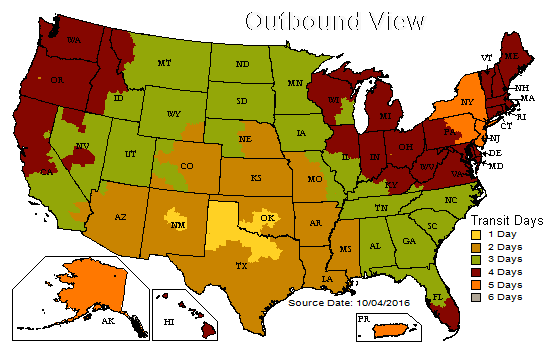 Outbound View
WA
MT
ND
MN
VT
ME
OR
ID
SD
WI
MI
NY
NH
MA
WY
RI
CT
NV
UT
NE
IA
IL
IN
OH
PA
NJ
DE
MD
CA
CO
KS
MO
KY
WV
VA
TN
NC
AZ
NM
OK
AR
SC
TX
LA
MS
AL
GA
FL
Transit Days
1 Day
2 Days
3 Days
4 Days
5 Days
6 Days
Source Date: 10/04/2016
AK
HI
PR